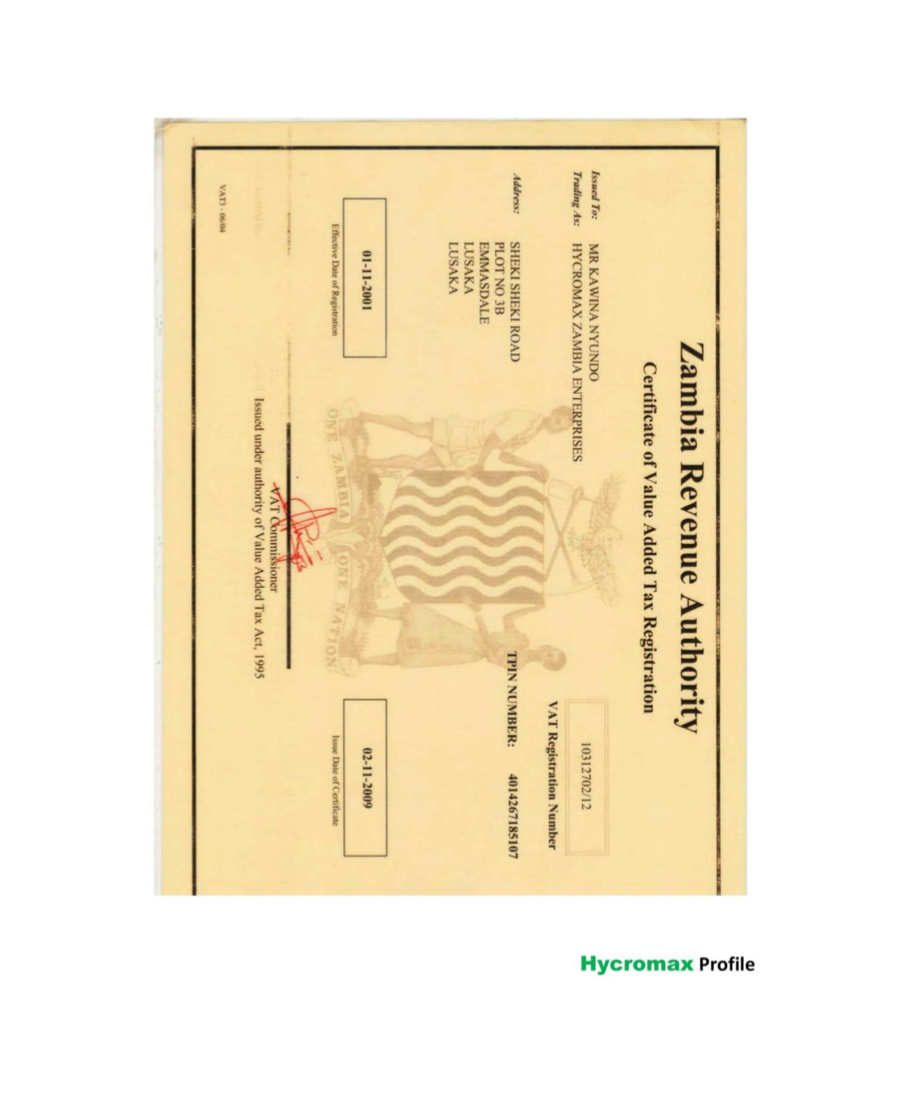 Zambia Revenue Authority
Certificate of Value Added Tax Registration
Issued To: MR KAWINA NYUNDO
Trading As: HYCROMAX ZAMBIA ENTERPRISES
10312702/12
VAT Registration Number
Address: SHEKI SHEKI ROAD
PLOT NO 3B
EMMASDALE
LUSAKA
LUSAKA
TPIN NUMBER: 4014267185107
01-11-2001
Effective Date of Registration
02-11-2009
Issue Date of Certificate
ONE ZAMBIA ONE NATION
VAT Commissioner
Issued under authority of Value Added Tax Act, 1995
VAT3 - 06/04
Hycromax Profile